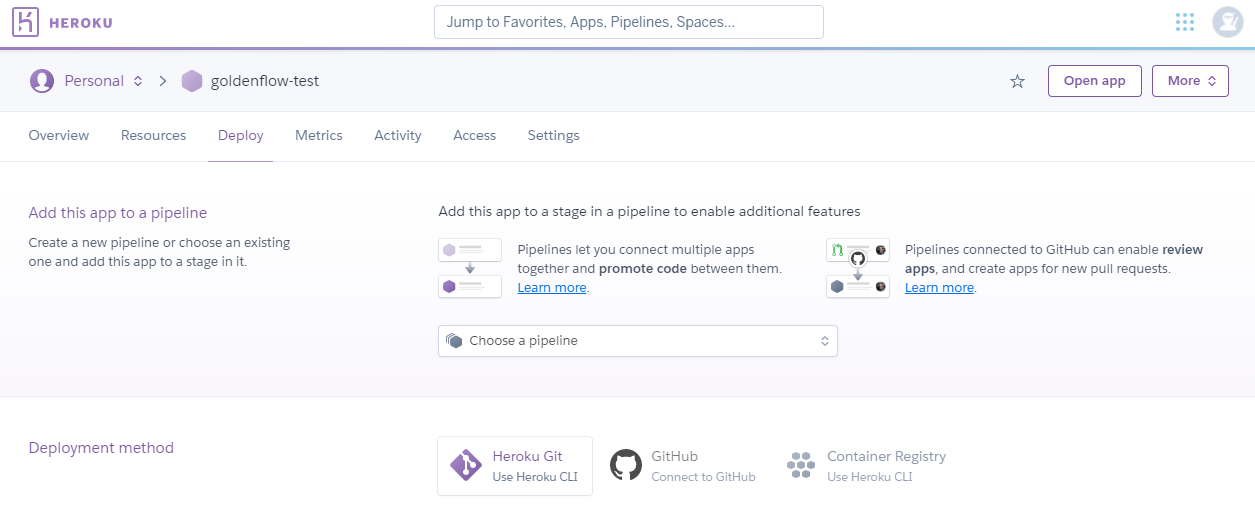 HEROKU
Jump to Favorites, Apps, Pipelines, Spaces...
Personal
goldenflow-test
Open app
More
Overview
Resources
Deploy
Metrics
Activity
Access
Settings
Add this app to a pipeline
Create a new pipeline or choose an existing
one and add this app to a stage in it.
Add this app to a stage in a pipeline to enable additional features
Pipelines let you connect multiple apps
together and promote code between them.
Learn more.
Pipelines connected to GitHub can enable review
apps, and create apps for new pull requests.
Learn more.
Choose a pipeline
Deployment method
Heroku Git
Use Heroku CLI
GitHub
Connect to GitHub
Container Registry
Use Heroku CLI